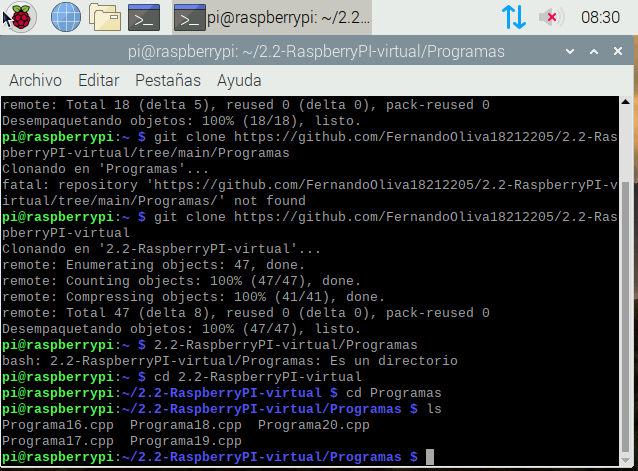 pi@raspberrypi: ~/2.2...
08:30
pi@raspberrypi: ~/2.2-RaspberryPI-virtual/Programas
Archivo Editar Pestañas Ayuda
remote: Total 18 (delta 5), reused 0 (delta 0), pack-reused 0
Desempaquetando objetos: 100% (18/18), listo.
pi@raspberrypi:~ $ git clone https://github.com/FernandoOliva18212205/2.2-Ras
pberryPI-virtual/tree/main/Programas
Clonando en 'Programas'...
fatal: repository 'https://github.com/FernandoOliva18212205/2.2-RaspberryPI-v
irtual/tree/main/Programas/' not found
pi@raspberrypi:~ $ git clone https://github.com/FernandoOliva18212205/2.2-Ras
pberryPI-virtual
Clonando en '2.2-RaspberryPI-virtual'...
remote: Enumerating objects: 47, done.
remote: Counting objects: 100% (47/47), done.
remote: Compressing objects: 100% (41/41), done.
remote: Total 47 (delta 8), reused 0 (delta 0), pack-reused 0
Desempaquetando objetos: 100% (47/47), listo.
pi@raspberrypi:~ $ 2.2-RaspberryPI-virtual/Programas
bash: 2.2-RaspberryPI-virtual/Programas: Es un directorio
pi@raspberrypi:~ $ cd 2.2-RaspberryPI-virtual
pi@raspberrypi:~/2.2-RaspberryPI-virtual $ cd Programas
pi@raspberrypi:~/2.2-RaspberryPI-virtual/Programas $ ls
Programa16.cpp Programa18.cpp Programa20.cpp
Programa17.cpp Programa19.cpp
pi@raspberrypi:~/2.2-RaspberryPI-virtual/Programas $